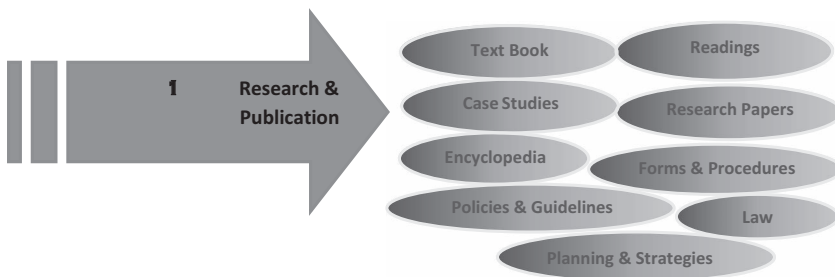 1 Research &
Publication
Text Book
Readings
Case Studies
Research Papers
Encyclopedia
Forms & Procedures
Policies & Guidelines
Law
Planning & Strategies